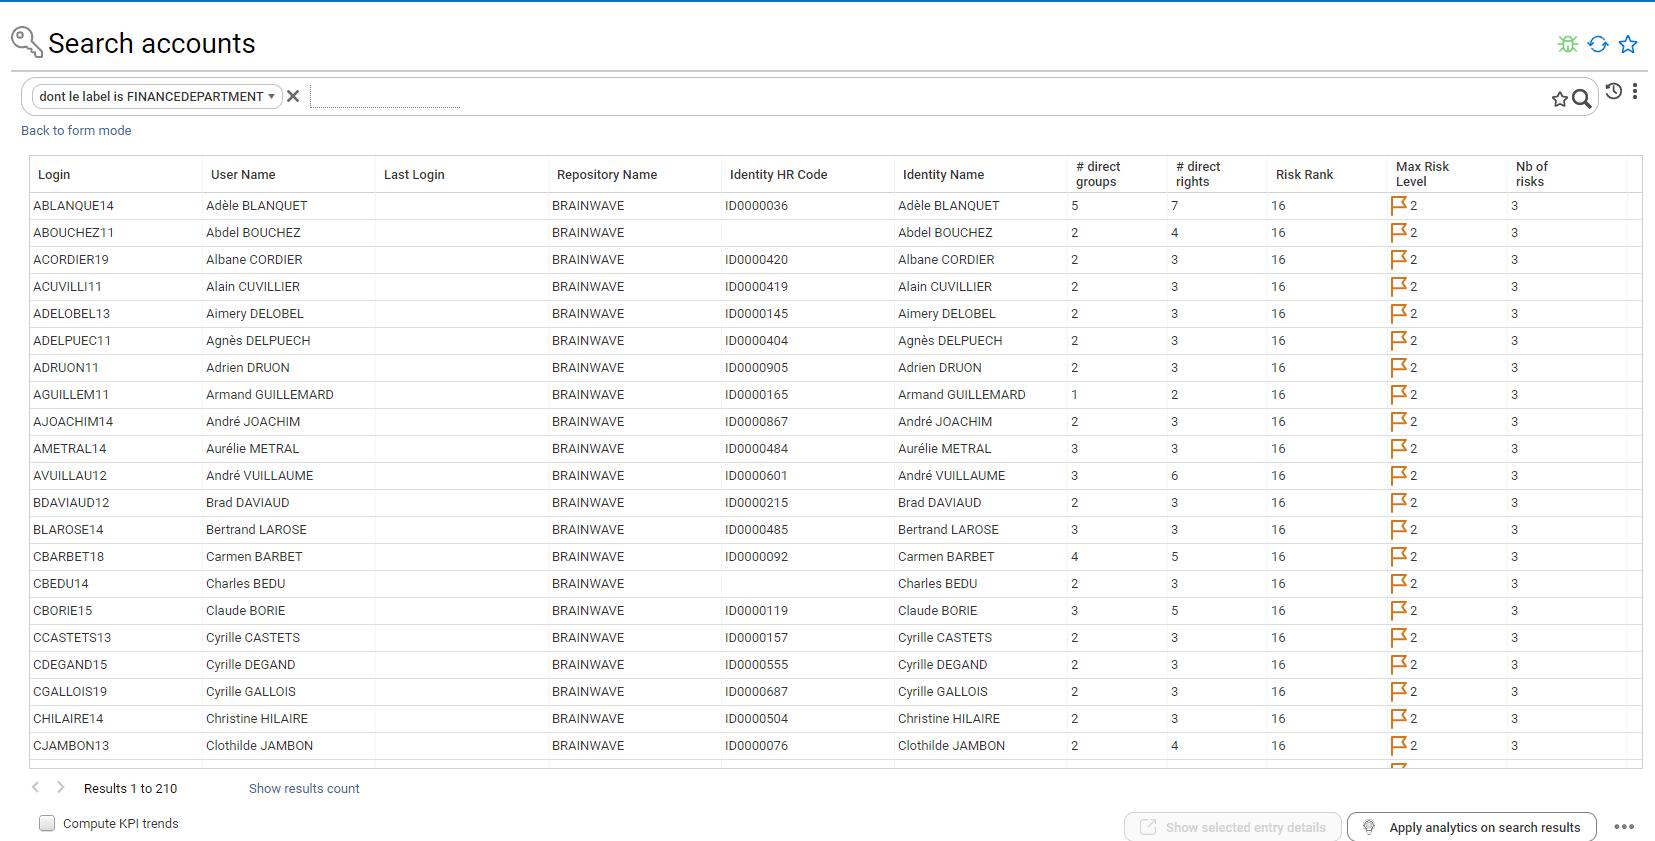 Search accounts
dont le label is FINANCEDEPARTMENT
Back to form mode
Login User Name Last Login Repository Name Identity HR Code Identity Name # direct groups # direct rights Risk Rank Max Risk Level Nb of risks
ABLANQUE14 Adèle BLANQUET BRAINWAVE ID0000036 Adèle BLANQUET 5 7 16 2 3
ABOUCHEZ11 Abdel BOUCHEZ BRAINWAVE Abdel BOUCHEZ 2 4 16 2 3
ACORDIER19 Albane CORDIER BRAINWAVE ID0000420 Albane CORDIER 2 3 16 2 3
ACUVILLI11 Alain CUVILLIER BRAINWAVE ID0000419 Alain CUVILLIER 2 3 16 2 3
ADELOBEL13 Aimery DELOBEL BRAINWAVE ID0000145 Aimery DELOBEL 2 3 16 2 3
ADELPUEC11 Agnès DELPUECH BRAINWAVE ID0000404 Agnès DELPUECH 2 3 16 2 3
ADRUON11 Adrien DRUON BRAINWAVE ID0000905 Adrien DRUON 2 3 16 2 3
AGUILLEM11 Armand GUILLEMARD BRAINWAVE ID0000165 Armand GUILLEMARD 1 2 16 2 3
AJOACHIM14 André JOACHIM BRAINWAVE ID0000867 André JOACHIM 2 3 16 2 3
AMETRAL14 Aurélie METRAL BRAINWAVE ID0000484 Aurélie METRAL 3 3 16 2 3
AVUILLAU12 André VUILLAUME BRAINWAVE ID0000601 André VUILLAUME 3 6 16 2 3
BDAVIAUD12 Brad DAVIAUD BRAINWAVE ID0000215 Brad DAVIAUD 2 3 16 2 3
BLAROSE14 Bertrand LAROSE BRAINWAVE ID0000485 Bertrand LAROSE 3 3 16 2 3
CBARBET18 Carmen BARBET BRAINWAVE ID0000092 Carmen BARBET 4 5 16 2 3
CBEDU14 Charles BEDU BRAINWAVE Charles BEDU 2 3 16 2 3
CBORIE15 Claude BORIE BRAINWAVE ID0000119 Claude BORIE 3 5 16 2 3
CCASTETS13 Cyrille CASTETS BRAINWAVE ID0000157 Cyrille CASTETS 2 3 16 2 3
CDEGAND15 Cyrille DEGAND BRAINWAVE ID0000555 Cyrille DEGAND 2 3 16 2 3
CGALLOIS19 Cyrille GALLOIS BRAINWAVE ID0000687 Cyrille GALLOIS 2 3 16 2 3
CHILAIRE14 Christine HILAIRE BRAINWAVE ID0000504 Christine HILAIRE 2 3 16 2 3
CJAMBON13 Clothilde JAMBON BRAINWAVE ID0000076 Clothilde JAMBON 2 4 16 2 3
Results 1 to 210 Show results count
Compute KPI trends
Show selected entry details Apply analytics on search results